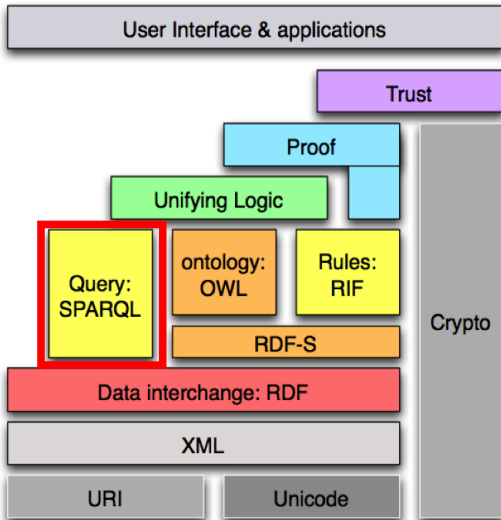 User Interface & applications
Trust
Proof
Unifying Logic
Query:
SPARQL
ontology:
OWL
Rules:
RIF
Crypto
RDF-S
Data interchange: RDF
XML
URI
Unicode